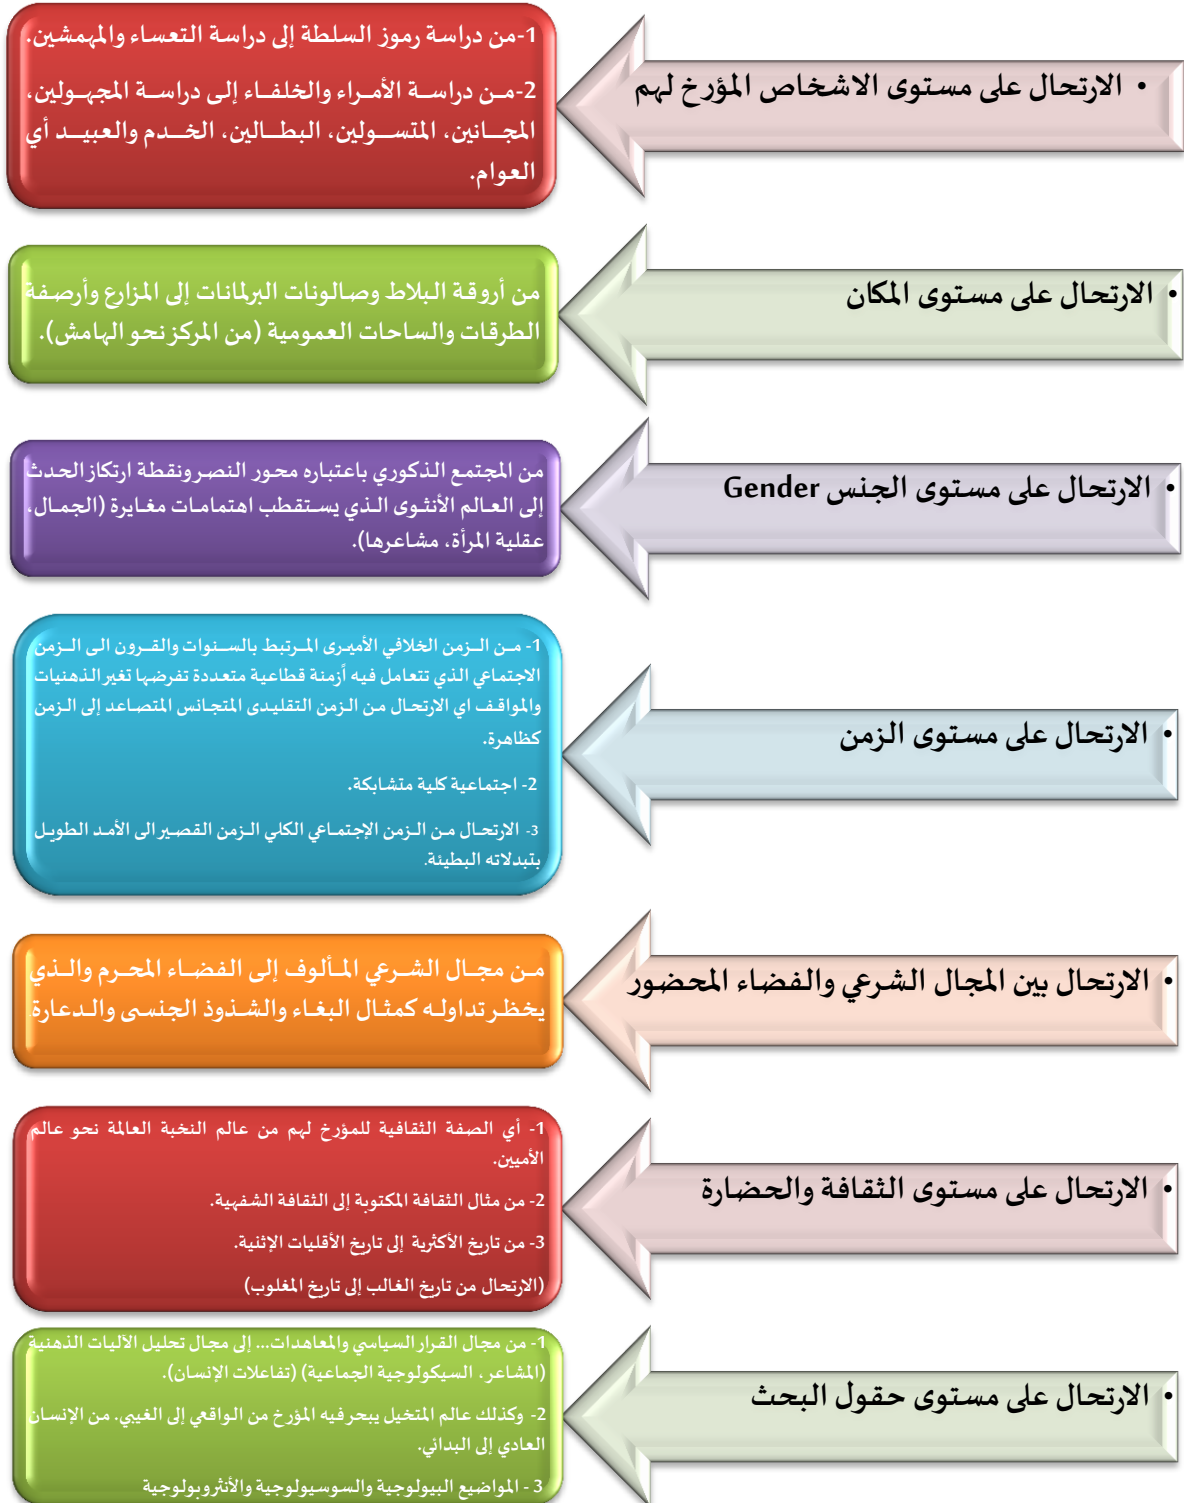 • الارتحال على مستوى الاشخاص المؤرخ لهم
1-من دراسة رموز السلطة إلى دراسة التعساء والمهمشين.
2-من دراسة الأمراء والخلفاء إلى دراسة المجهولين،
المجانين، المتسولين، البطالين، الخدم والعبيد أي
العوام.
• الارتحال على مستوى المكان
من أروقة البلاط وصالونات البرلمانات إلى المزارع وأرصفة
الطرقات والساحات العمومية (من المركز نحو الهامش).
• الارتحال على مستوى الجنس Gender
من المجتمع الذكوري باعتباره محور النصر ونقطة ارتكاز الحدث
إلى العالم الأنثوى الذي يستقطب اهتمامات مغايرة (الجمال،
عقلية المرأة، مشاعرها).
• الارتحال على مستوى الزمن
1- من الزمن الخلافي الأميرى المرتبط بالسنوات والقرون الى الزمن
الاجتماعي الذي تتعامل فيه أزمنة قطاعية متعددة تفرضها تغير الذهنيات
والمواقف اي الارتحال من الزمن التقليدى المتجانس المتصاعد إلى الزمن
كظاهرة.
2- اجتماعية كلية متشابكة.
3- الارتحال من الزمن الإجتماعي الكلي الزمن القصير الى الأمد الطويل
بتبدلاته البطيئة.
• الارتحال بين المجال الشرعي والفضاء المحضور
من مجال الشرعي المألوف إلى الفضاء المحرم والذي
يخظر تداوله كمثال البغاء والشذوذ الجنسى والدعارة
• الارتحال على مستوى الثقافة والحضارة
1- أي الصفة الثقافية للمؤرخ لهم من عالم النخبة العالمة نحو عالم
الأميين.
2- من مثال الثقافة المكتوبة إلى الثقافة الشفهية.
3- من تاريخ الأكثرية إلى تاريخ الأقليات الإثنية.
(الارتحال من تاريخ الغالب إلى تاريخ المغلوب)
• الارتحال على مستوى حقول البحث
1- من مجال القرار السياسي والمعاهدات... إلى مجال تحليل الآليات الذهنية
(المشاعر، السيكولوجية الجماعية) (تفاعلات الإنسان).
2- وكذلك عالم المتخيل يبحر فيه المؤرخ من الواقعي إلى الغيبي. من الإنسان
العادي إلى البدائي.
3 - المواضيع البيولوجية والسوسيولوجية والأنثروبولوجية